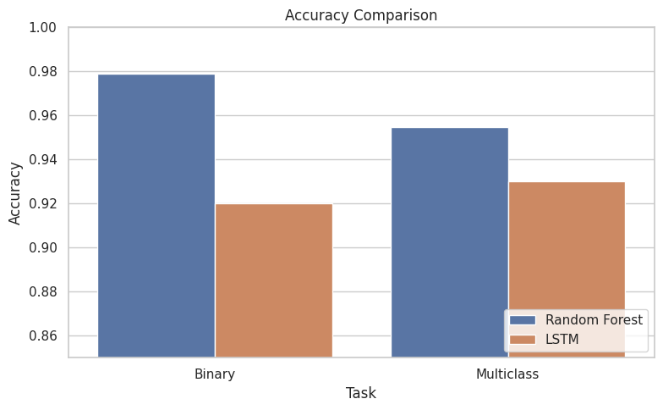 Accuracy Comparison
1.00
0.98
0.96
0.94
0.92
0.90
0.88
0.86
Accuracy
Binary
Multiclass
Task
Random Forest
LSTM